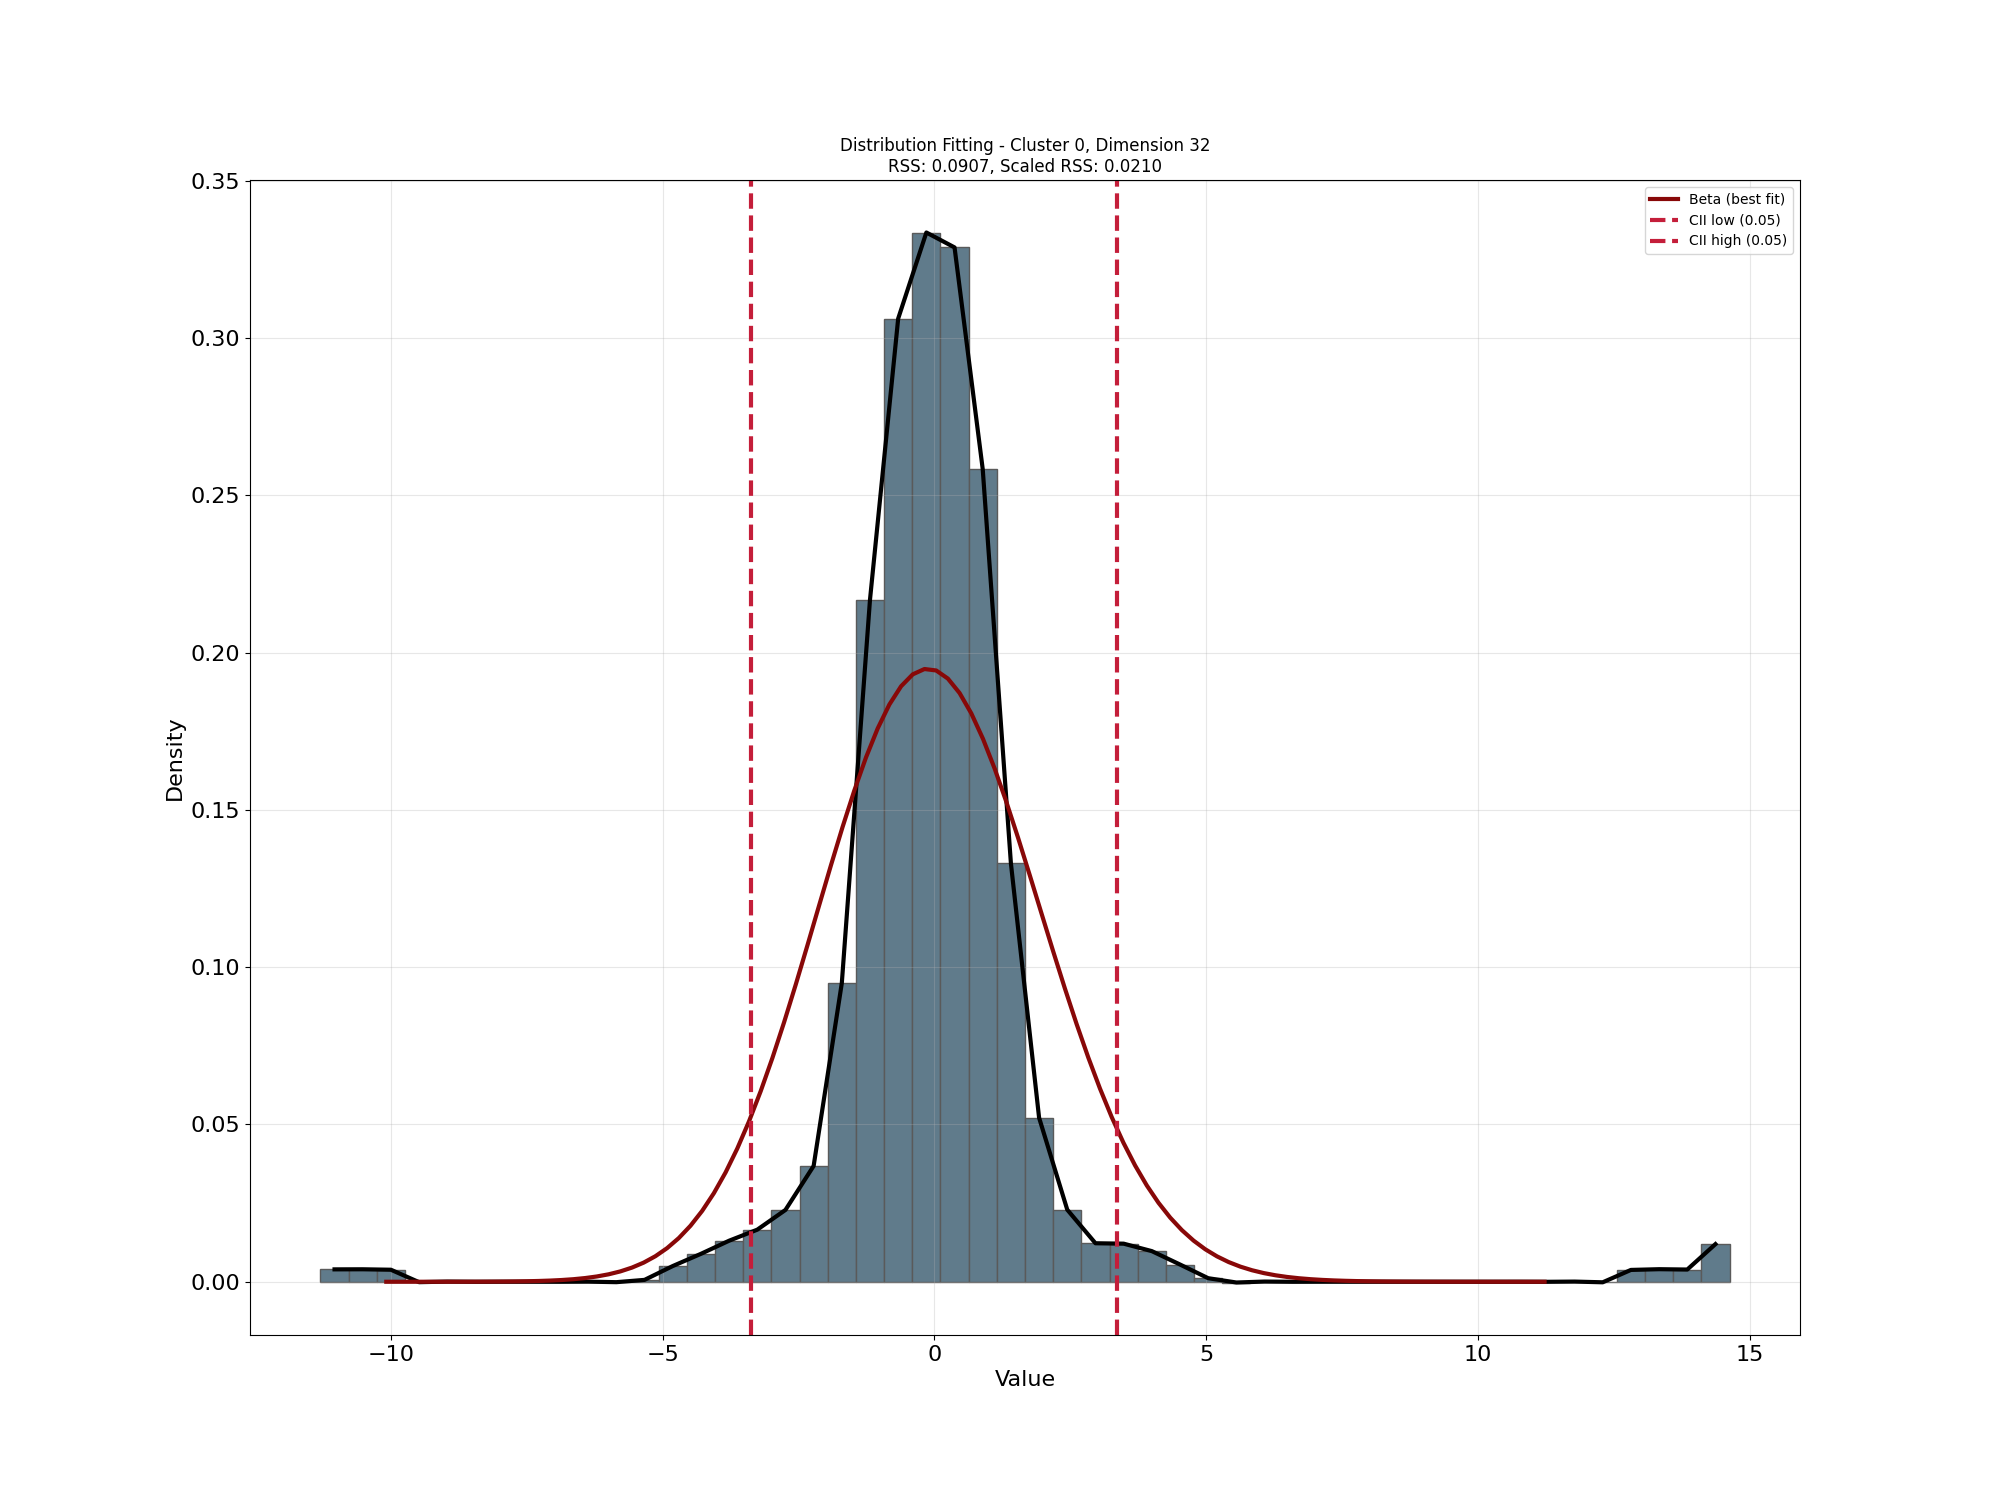 Distribution Fitting - Cluster 0, Dimension 32
RSS: 0.0907, Scaled RSS: 0.0210
Beta (best fit)
CII low (0.05)
CII high (0.05)
Density
0.35
0.30
0.25
0.20
0.15
0.10
0.05
0.00
−10
−5
0
5
10
15
Value